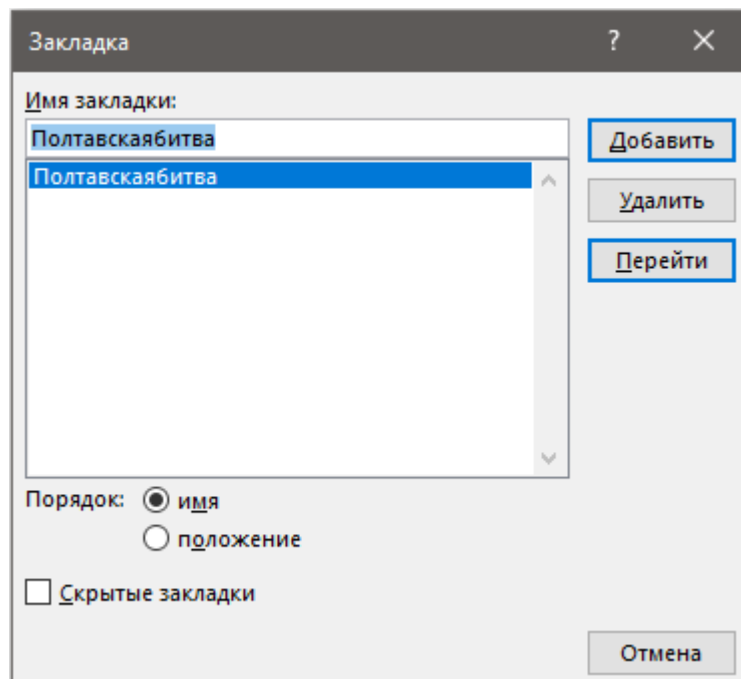 Закладка
Имя закладки:
Полтавскаябитва
Добавить
Полтавскаябитва
Удалить
Перейти
Порядок:
имя
положение
Скрытые закладки
Отмена